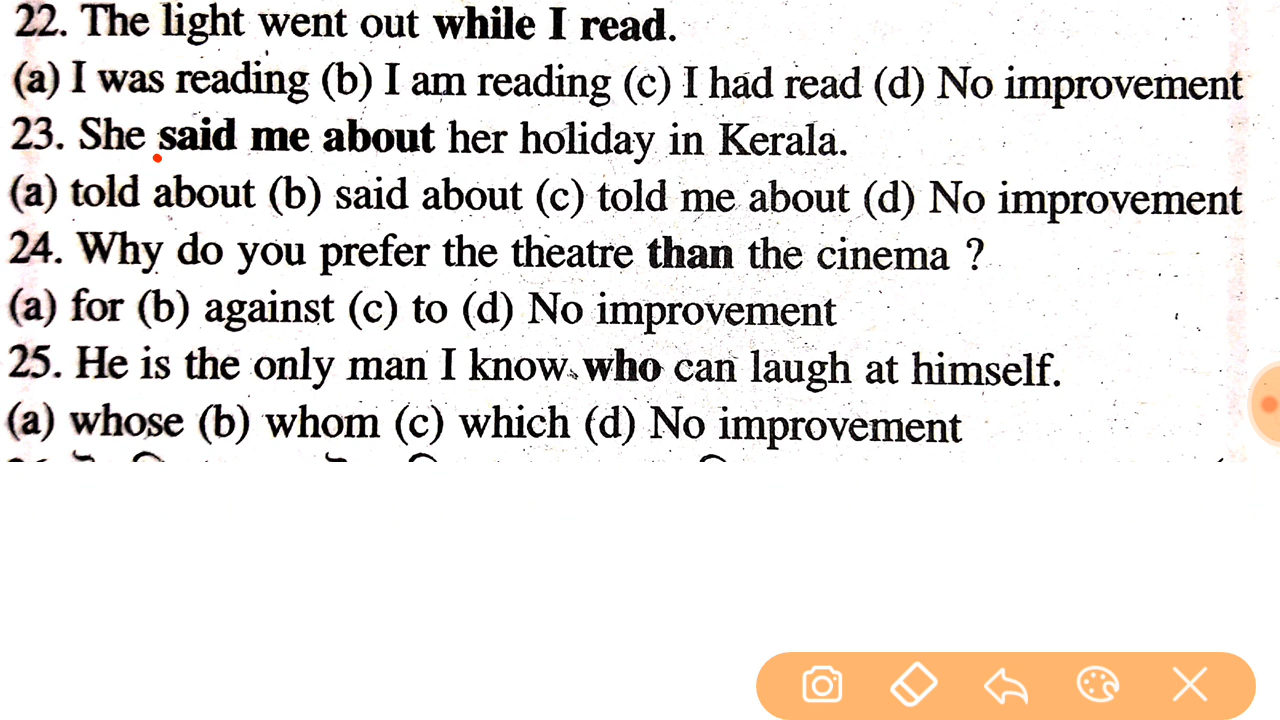 22. The light went out while I read.
(a) I was reading (b) I am reading (c) I had read (d) No improvement
23. She said me about her holiday in Kerala.
(a) told about (b) said about (c) told me about (d) No improvement
24. Why do you prefer the theatre than the cinema ?
(a) for (b) against (c) to (d) No improvement
25. He is the only man I know who can laugh at himself.
(a) whose (b) whom (c) which (d) No improvement